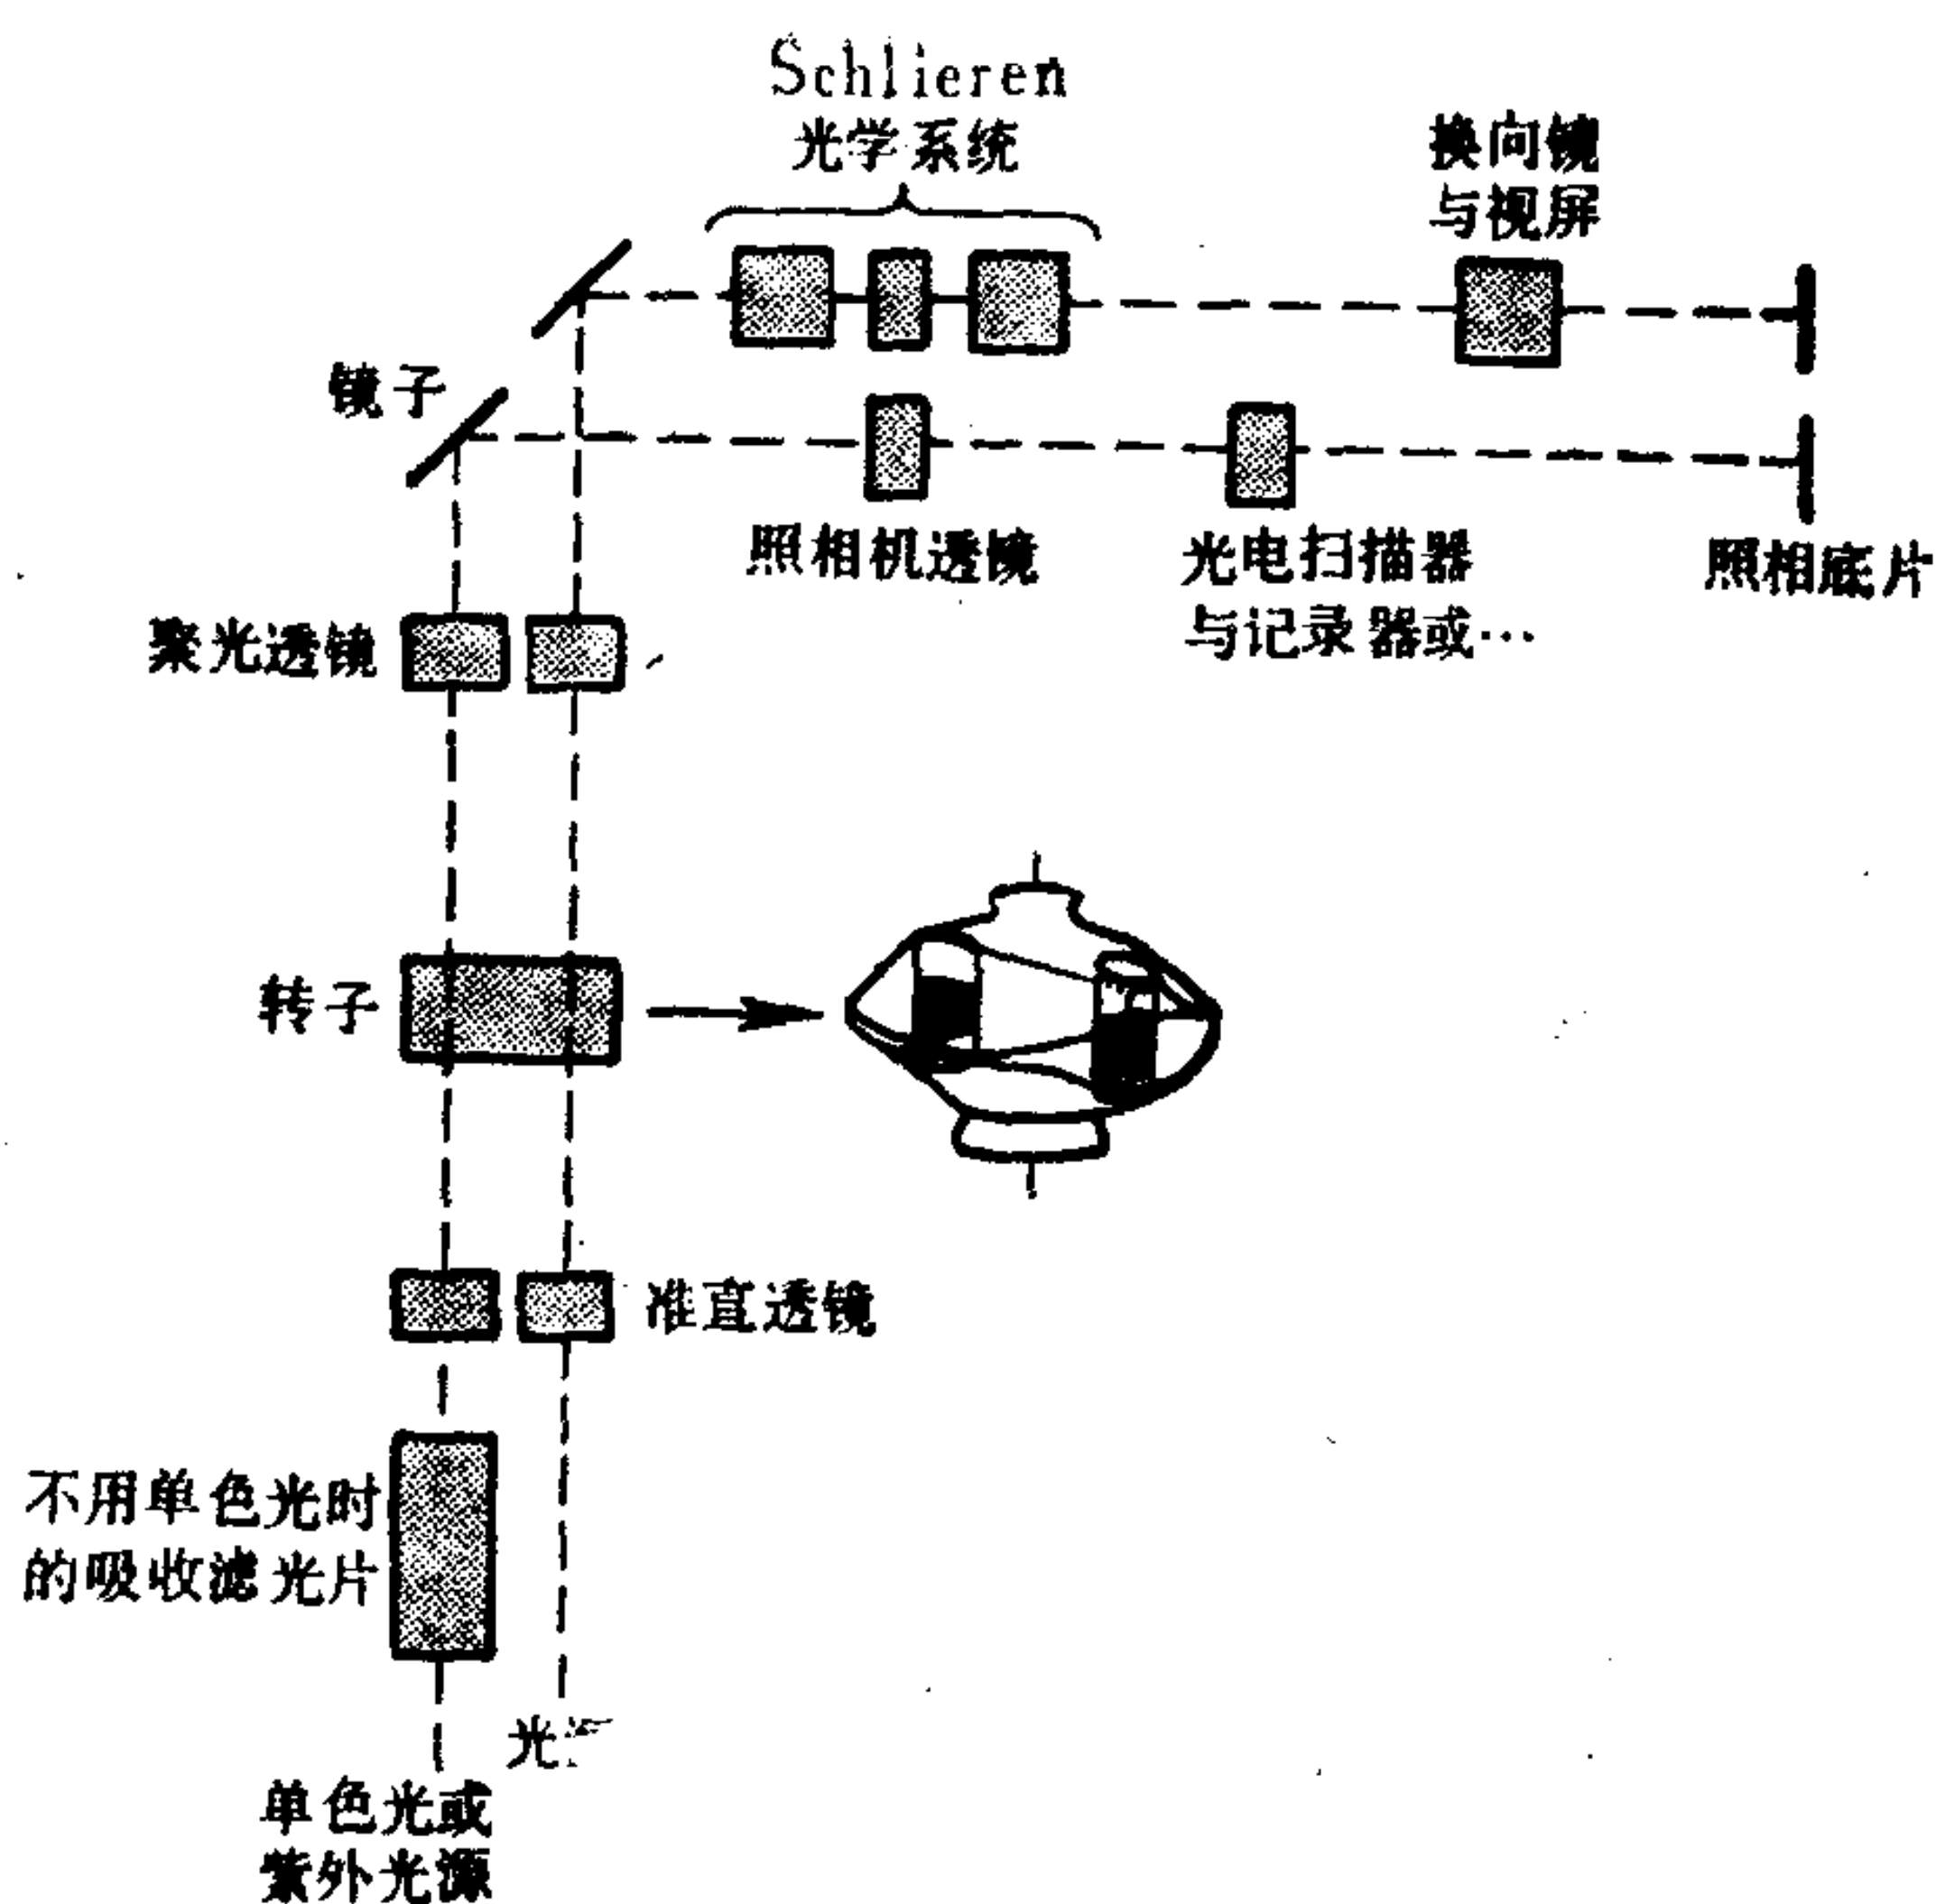 Schlieren
光学系统
换向镜
与视屏
镜子
照相机透镜
光电扫描器
与记录器或…
照相底片
聚光透镜
转子
准直透镜
不用单色光时
的吸收滤光片
光
单色光或
紫外光源